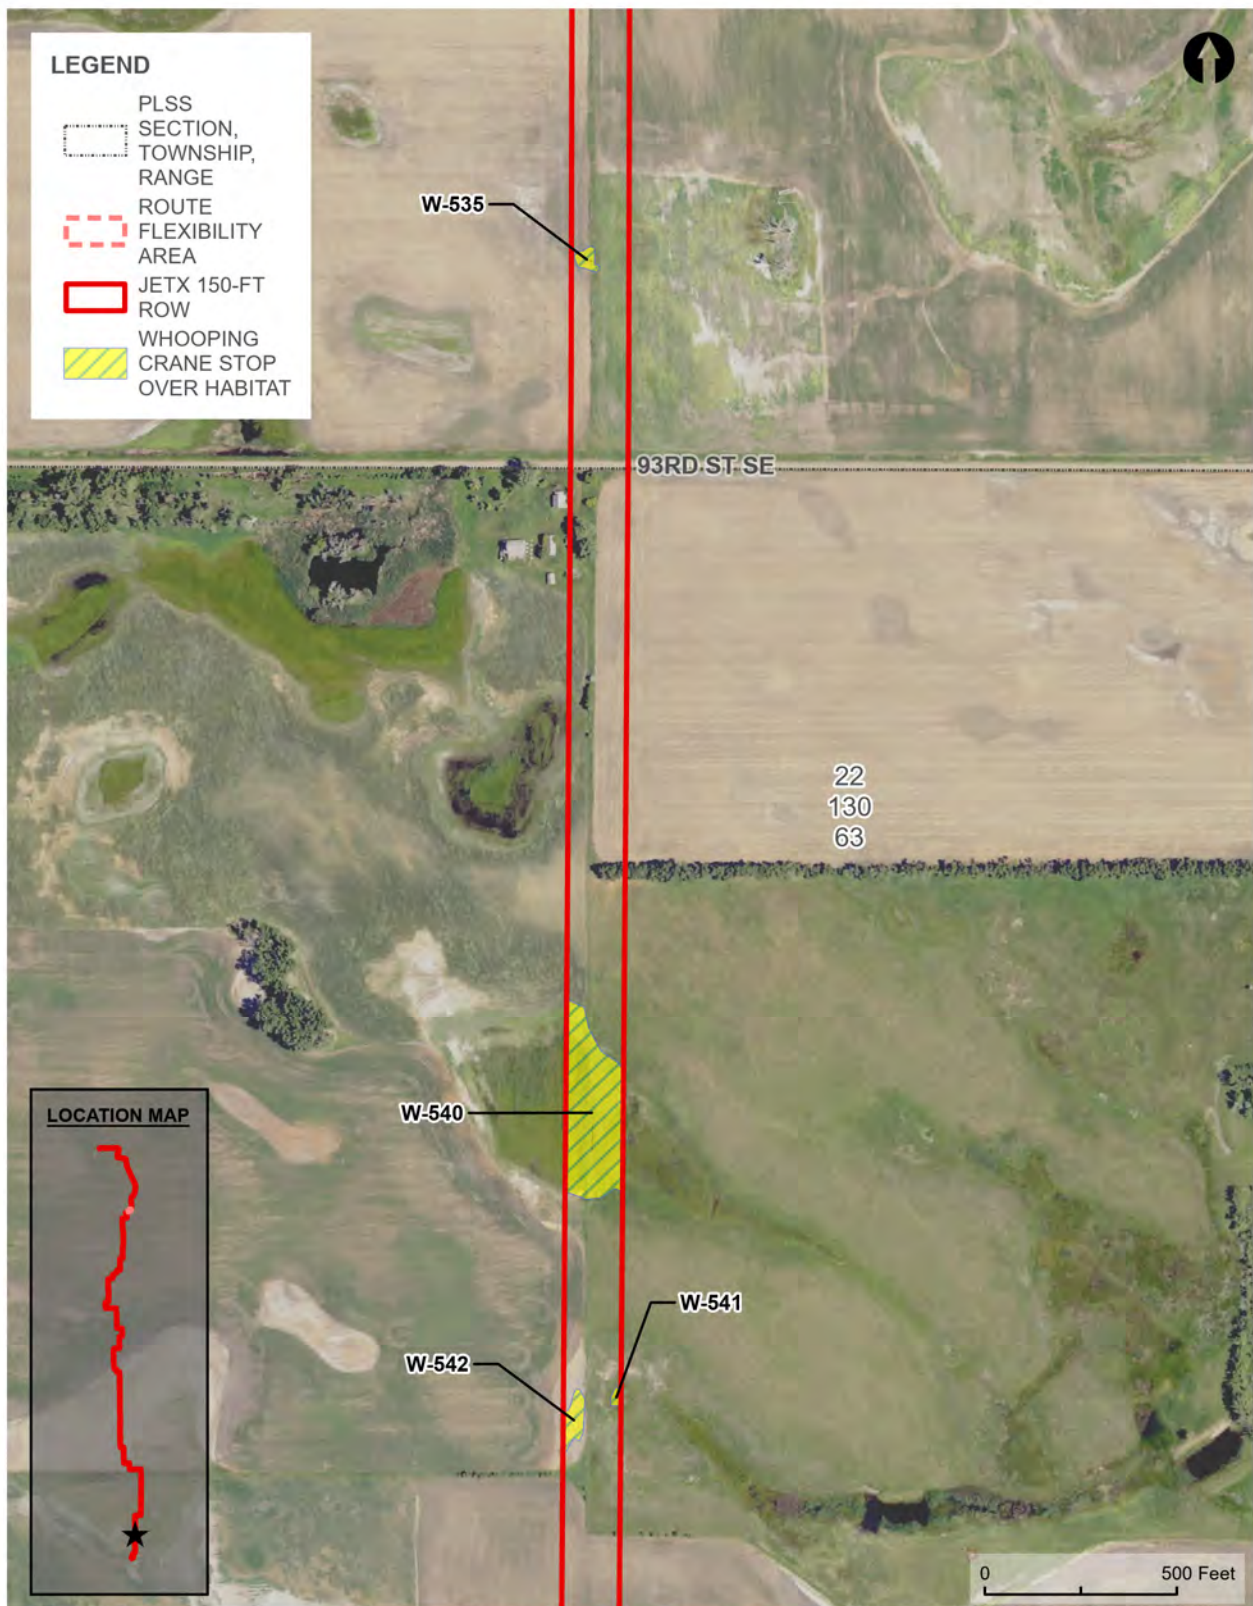 LEGEND
PLSS
SECTION,
TOWNSHIP,
RANGE
ROUTE
FLEXIBILITY
AREA
JETX 150-FT
ROW
WHOOPING
CRANE STOP
OVER HABITAT
W-535
93RD ST SE
22
130
63
W-540
LOCATION MAP
W-541
W-542
0 500 Feet